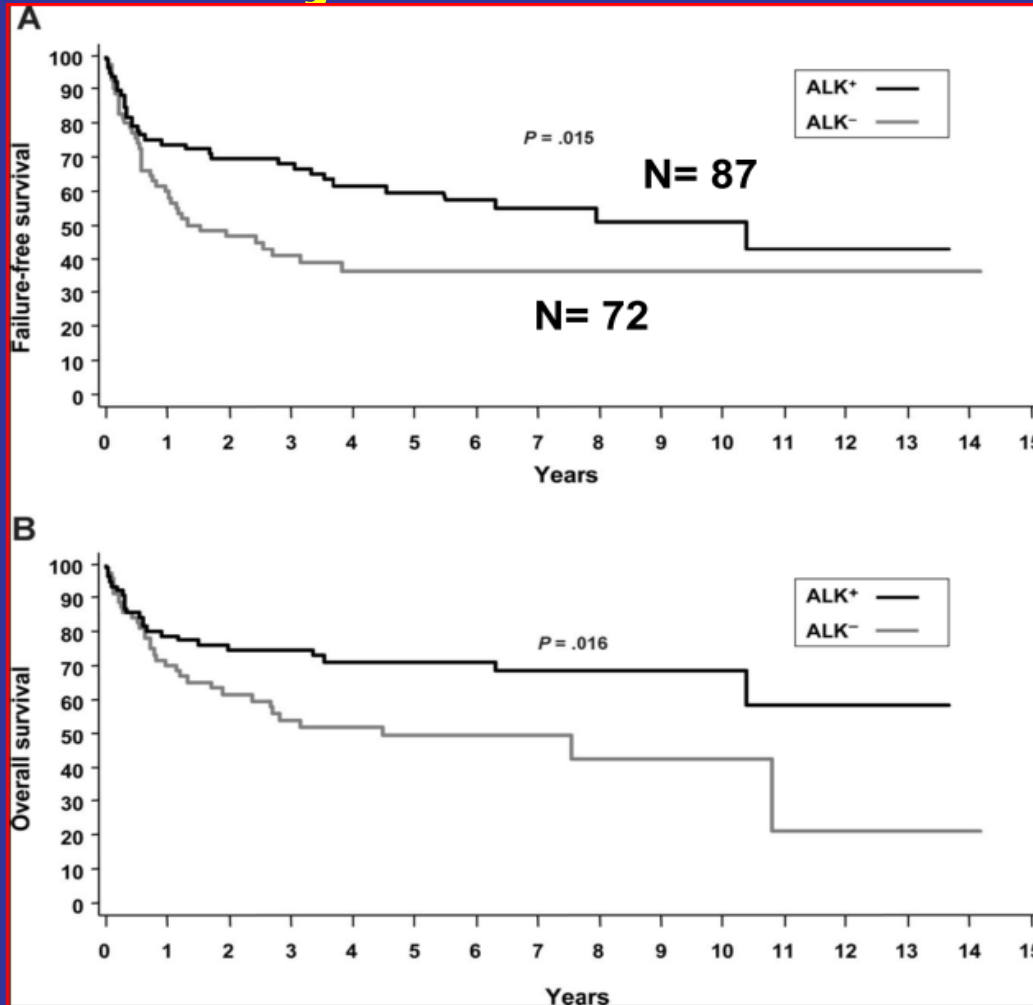 A
Failure-free survival
100
90
80
70
60
50
40
30
20
10
0
ALK⁺
ALK⁻
P = .015
N= 87
N= 72
0 1 2 3 4 5 6 7 8 9 10 11 12 13 14 15
Years
B
Overall survival
100
90
80
70
60
50
40
30
20
10
0
ALK⁺
ALK⁻
P = .016
0 1 2 3 4 5 6 7 8 9 10 11 12 13 14 15
Years